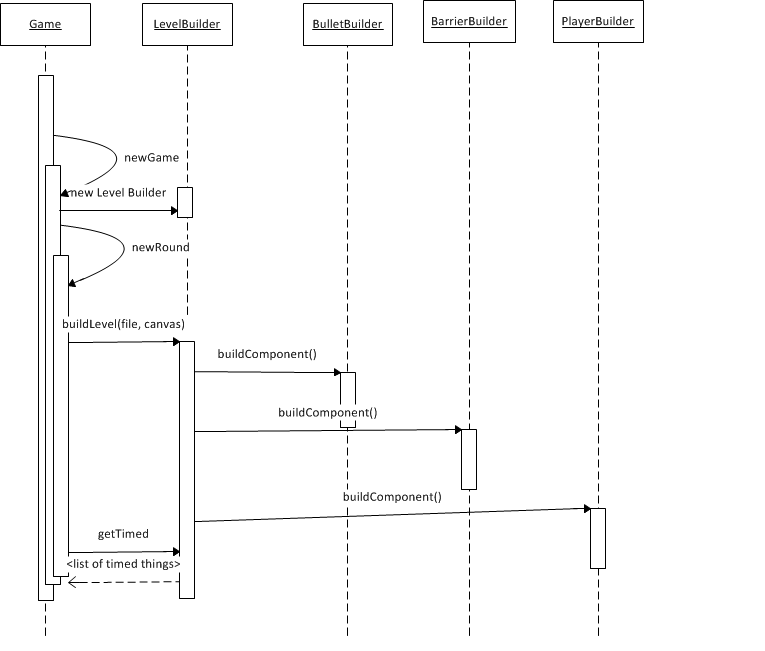 Game
LevelBuilder
BulletBuilder
BarrierBuilder
PlayerBuilder
newGame
new Level Builder
newRound
buildLevel(file, canvas)
buildComponent()
buildComponent()
buildComponent()
getTimed
<list of timed things>